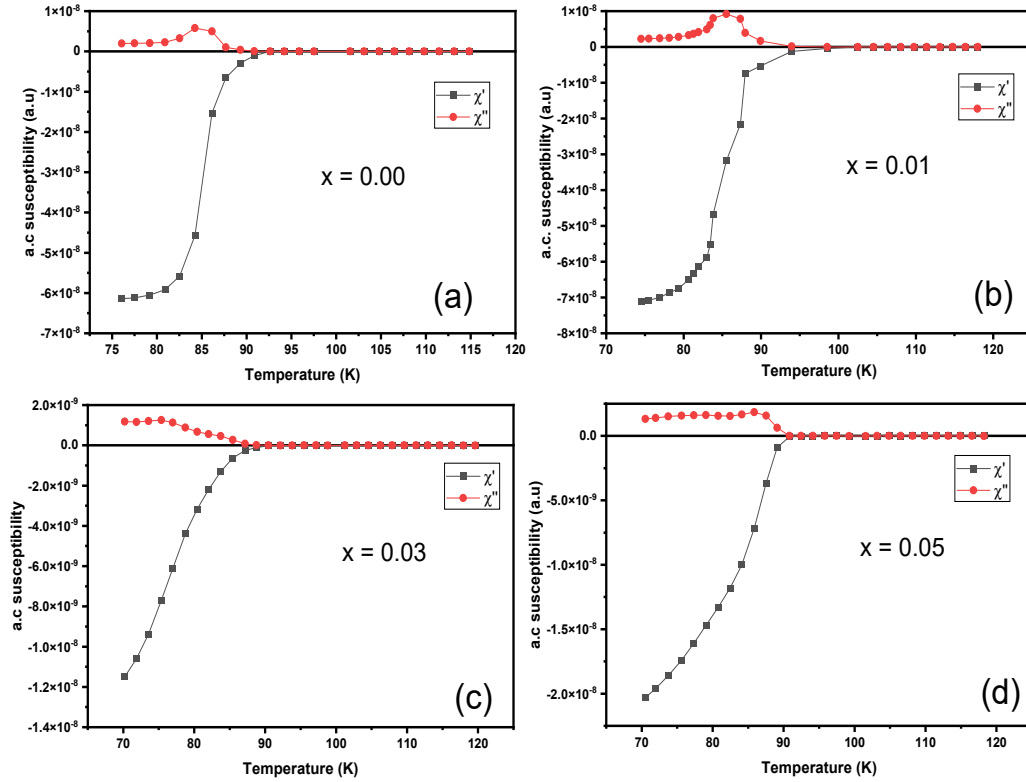 1×10⁻⁸
0
-1×10⁻⁸
-2×10⁻⁸
-3×10⁻⁸
-4×10⁻⁸
-5×10⁻⁸
-6×10⁻⁸
-7×10⁻⁸
a.c susceptibility (a.u)
χ'
χ"
x = 0.00
(a)
75 80 85 90 95 100 105 110 115 120
Temperature (K)
1×10⁻⁸
0
-1×10⁻⁸
-2×10⁻⁸
-3×10⁻⁸
-4×10⁻⁸
-5×10⁻⁸
-6×10⁻⁸
-7×10⁻⁸
-8×10⁻⁸
a.c. susceptibility (a.u)
χ'
χ"
x = 0.01
(b)
70 80 90 100 110 120
Temperature (K)
2.0×10⁻⁹
0.0
-2.0×10⁻⁹
-4.0×10⁻⁹
-6.0×10⁻⁹
-8.0×10⁻⁹
-1.0×10⁻⁸
-1.2×10⁻⁸
-1.4×10⁻⁸
a.c susceptibility
χ'
χ"
x = 0.03
(c)
70 80 90 100 110 120
Temperature (K)
0.0
-5.0×10⁻⁹
-1.0×10⁻⁸
-1.5×10⁻⁸
-2.0×10⁻⁸
a.c susceptibility (a.u)
χ'
χ"
x = 0.05
(d)
70 80 90 100 110 120
Temperature (K)